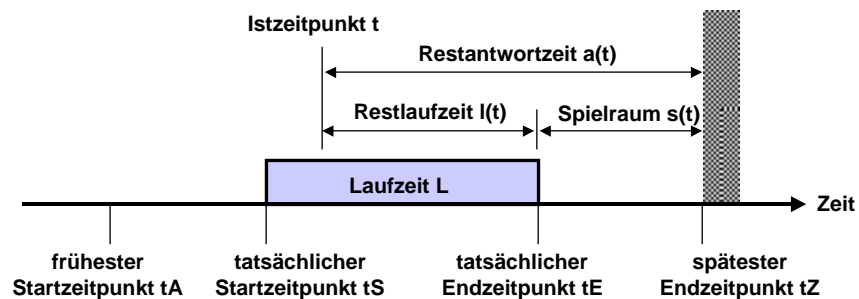 Istzeitpunkt t
Restantwortzeit a(t)
Restlaufzeit l(t)
Spielraum s(t)
Laufzeit L
Zeit
frühester
Startzeitpunkt tA
tatsächlicher
Startzeitpunkt tS
tatsächlicher
Endzeitpunkt tE
spätester
Endzeitpunkt tZ